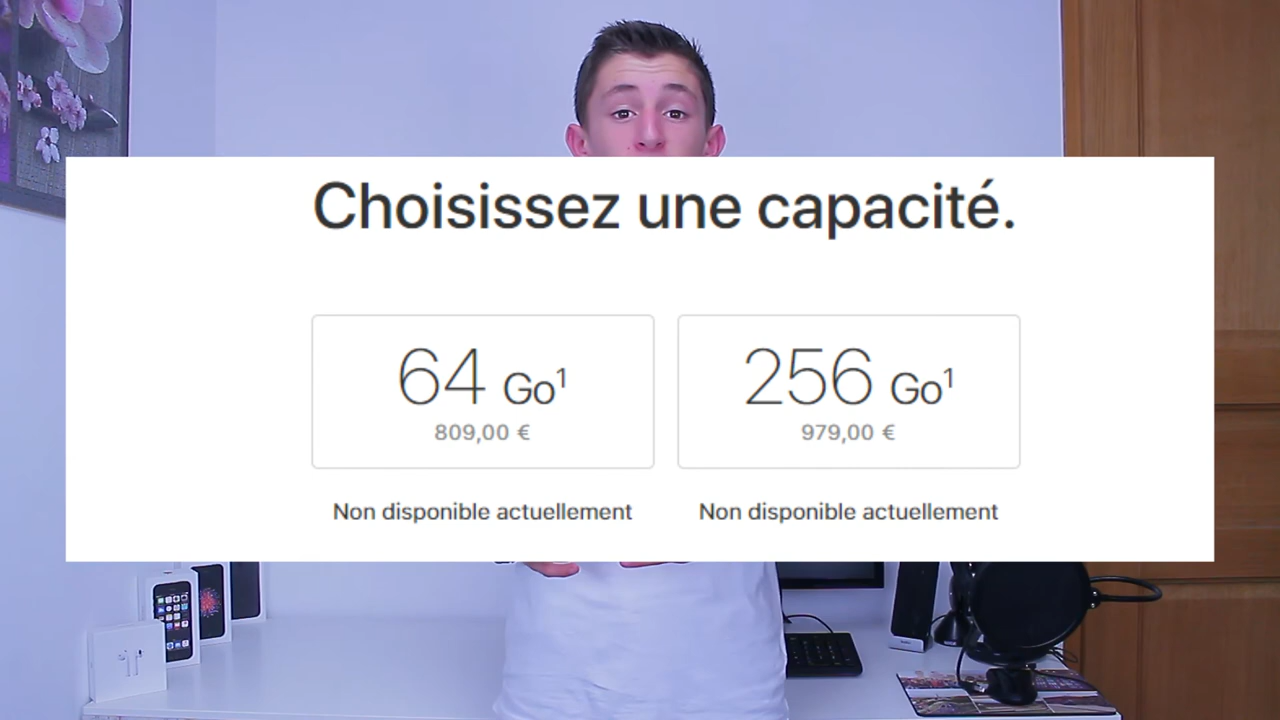 Choisissez une capacité.
64 Go¹
256 Go¹
809,00 €
979,00 €
Non disponible actuellement
Non disponible actuellement